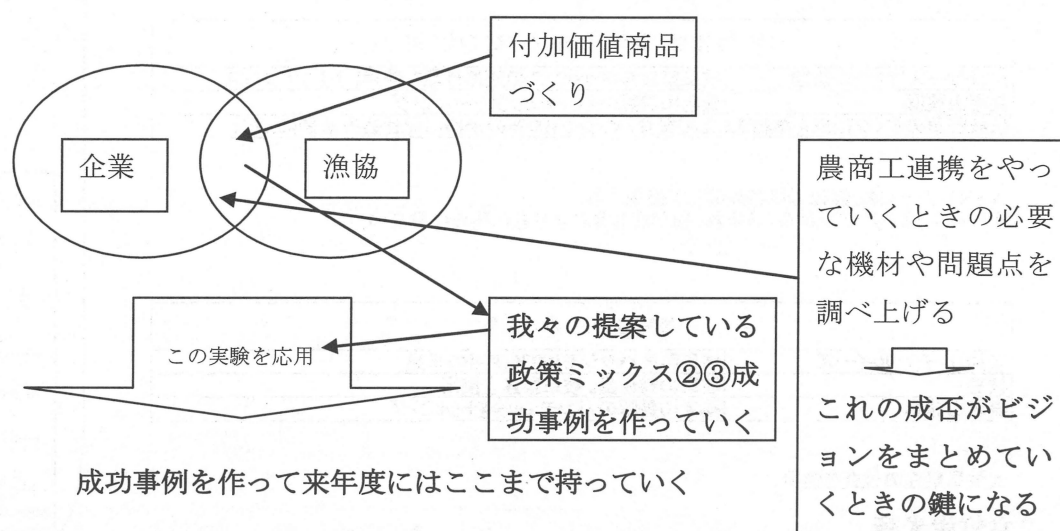 付加価値商品
づくり
企業
漁協
農商工連携をやっ
ていくときの必要
な機材や問題点を
調べ上げる
これの成否がビジ
ョンをまとめてい
くときの鍵になる
我々の提案している
政策ミックス②③成
功事例を作っていく
この実験を応用
成功事例を作って来年度にはここまで持っていく